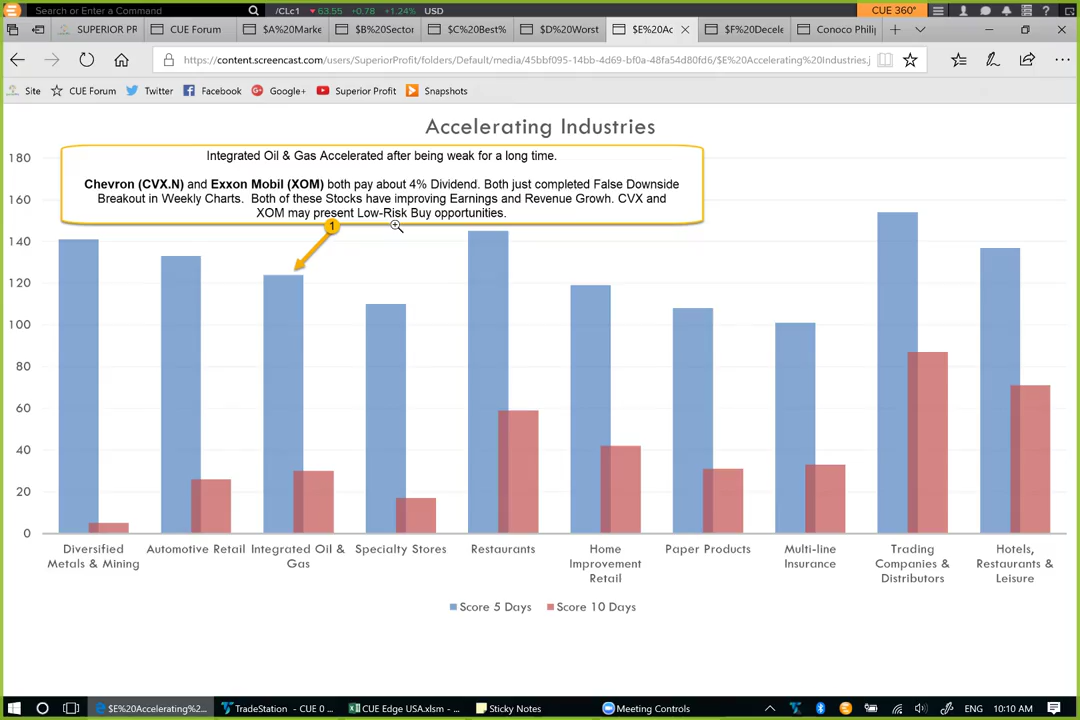 Search or Enter a Command /CLc1 63.55 +0.78 +1.24% USD CUE 360°
SUPERIOR PR CUE Forum $A%20Marke $B%20Sector $C%20Best% $D%20Worst $E%20Ac $F%20Decele Conoco Philip
https://content.screencast.com/users/SuperiorProfit/folders/Default/media/45bbf095-14bb-4d69-bf0a-48fa54d80fd6/$E%20Accelerating%20Industries.j
Site CUE Forum Twitter Facebook Google+ Superior Profit Snapshots
Accelerating Industries
Integrated Oil & Gas Accelerated after being weak for a long time.
Chevron (CVX.N) and Exxon Mobil (XOM) both pay about 4% Dividend. Both just completed False Downside
Breakout in Weekly Charts. Both of these Stocks have improving Earnings and Revenue Growh. CVX and
XOM may present Low-Risk Buy opportunities.
1
180
160
140
120
100
80
60
40
20
0
Diversified Metals & Mining
Automotive Retail
Integrated Oil & Gas
Specialty Stores
Restaurants
Home Improvement Retail
Paper Products
Multi-line Insurance
Trading Companies & Distributors
Hotels, Restaurants & Leisure
Score 5 Days Score 10 Days
$E%20Accelerating%2... TradeStation - CUE 0 ... CUE Edge USA.xlsm - ... Sticky Notes Meeting Controls ENG 10:10 AM